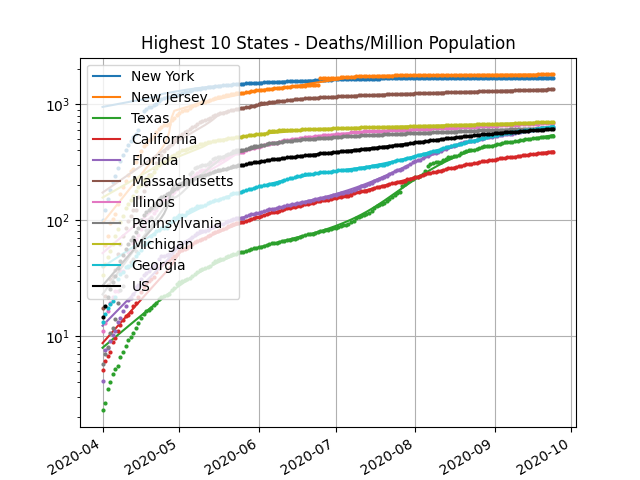 Highest 10 States - Deaths/Million Population
10³
10²
10¹
New York
New Jersey
Texas
California
Florida
Massachusetts
Illinois
Pennsylvania
Michigan
Georgia
US
2020-04
2020-05
2020-06
2020-07
2020-08
2020-09
2020-10